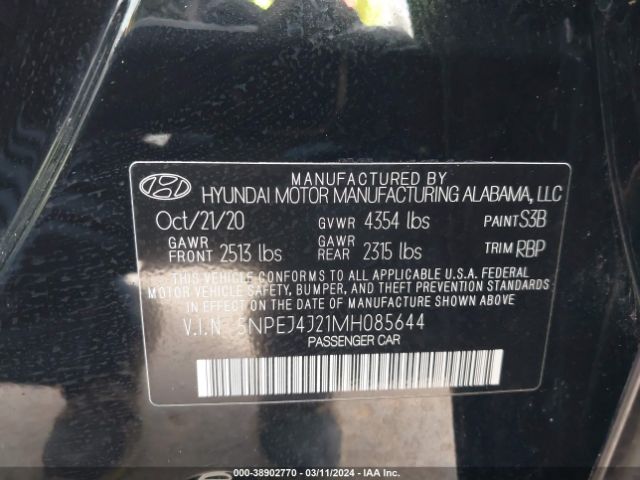 MANUFACTURED BY
HYUNDAI MOTOR MANUFACTURING ALABAMA, LLC
Oct/21/20 GVWR 4354 lbs PAINT S3B
GAWR FRONT 2513 lbs GAWR REAR 2315 lbs TRIM RBP
THIS VEHICLE CONFORMS TO ALL APPLICABLE U.S.A. FEDERAL
MOTOR VEHICLE SAFETY, BUMPER, AND THEFT PREVENTION
STANDARDS IN EFFECT ON THE DATE OF MANUFACTURE SHOWN ABOVE.
V.I.N 5NPEJ4J21MH085644
PASSENGER CAR
000-38902770 - 03/11/2024 - IAA Inc.